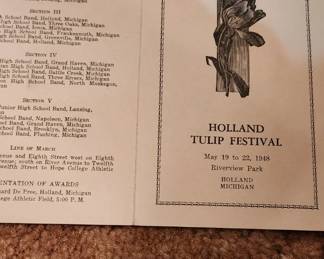 Section III
School Band, Holland, Michigan
School Band, Three Oaks, Michigan
School Band, Ionia, Michigan
High School Band, Frankenmuth, Michigan
School Band, Greenville, Michigan
School Band, Holland, Michigan
Section IV
High School Band, Grand Haven, Michigan
High School Band, Holland, Michigan
High School Band, Battle Creek, Michigan
School Band, Three Rivers, Michigan
High School Band, North Muskegon,
Section V
Junior High School Band, Lansing,
School Band, Napoleon, Michigan
Band, Grand Haven, Michigan
School Band, Brooklyn, Michigan
School Band, Flushing, Michigan
Line of March
and Eighth Street west on Eighth
south on River Avenue to Twelfth
Twelfth Street to Hope College Athletic
OF AWARDS
De Pree, Holland, Michigan
College Athletic Field, 5:00 P. M.
HOLLAND
TULIP FESTIVAL
May 19 to 22, 1948
Riverview Park
HOLLAND
MICHIGAN